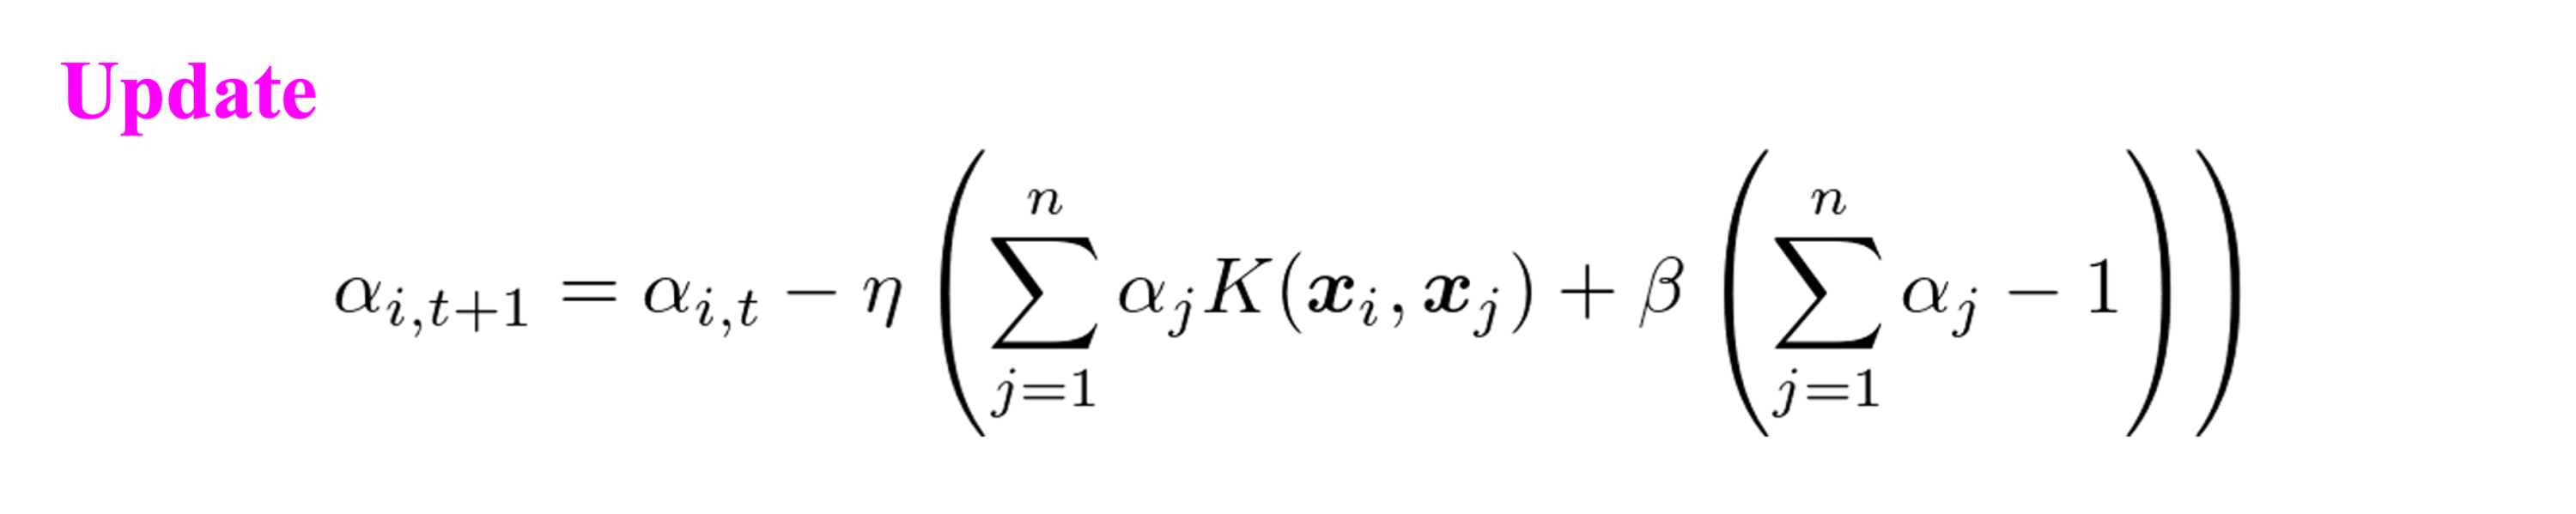 Update
$\alpha_{i,t+1} = \alpha_{i,t} - \eta \left( \sum_{j=1}^{n} \alpha_j K(\boldsymbol{x}_i, \boldsymbol{x}_j) + \beta \left( \sum_{j=1}^{n} \alpha_j - 1 \right) \right)$